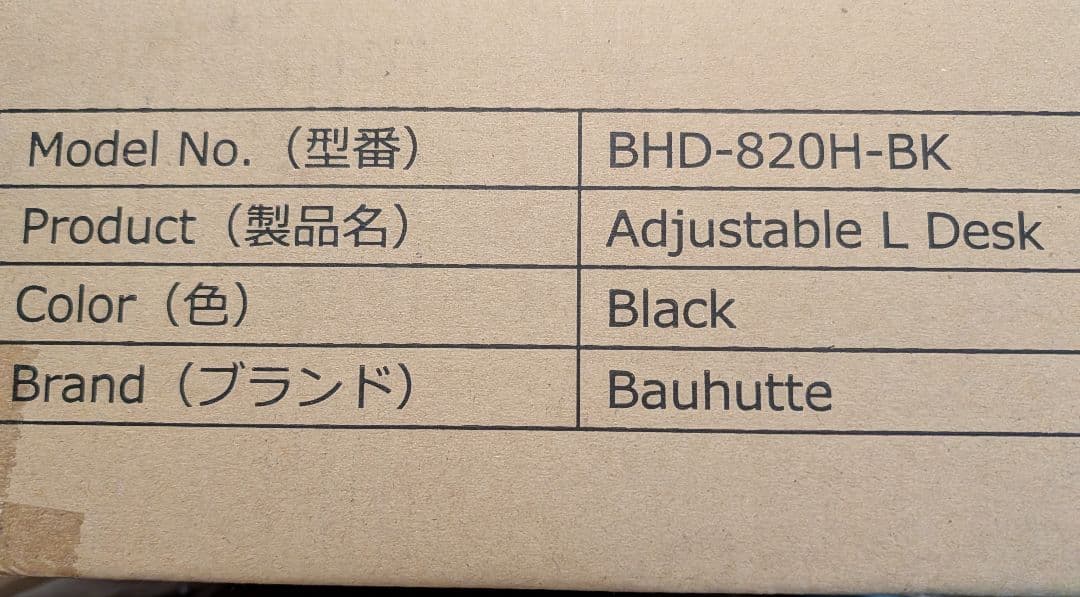 Model No.（型番） BHD-820H-BK
Product（製品名） Adjustable L Desk
Color（色） Black
Brand（ブランド） Bauhutte